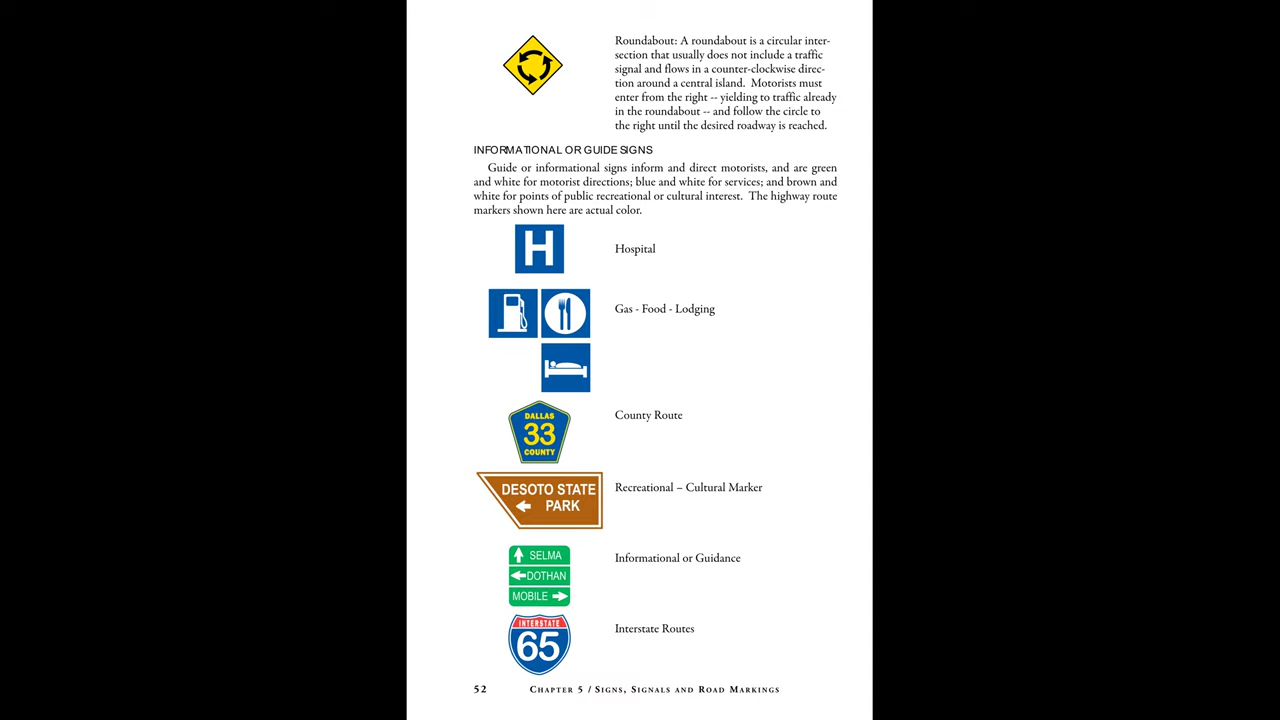 Roundabout: A roundabout is a circular inter-
section that usually does not include a traffic
signal and flows in a counter-clockwise direc-
tion around a central island. Motorists must
enter from the right -- yielding to traffic already
in the roundabout -- and follow the circle to
the right until the desired roadway is reached.
INFORMATIONAL OR GUIDE SIGNS
Guide or informational signs inform and direct motorists, and are green
and white for motorist directions; blue and white for services; and brown and
white for points of public recreational or cultural interest. The highway route
markers shown here are actual color.
H
Hospital
Gas - Food - Lodging
DALLAS
33
COUNTY
County Route
DESOTO STATE
PARK
Recreational – Cultural Marker
SELMA
DOTHAN
MOBILE
Informational or Guidance
INTERSTATE
65
Interstate Routes
52 CHAPTER 5 / SIGNS, SIGNALS AND ROAD MARKINGS